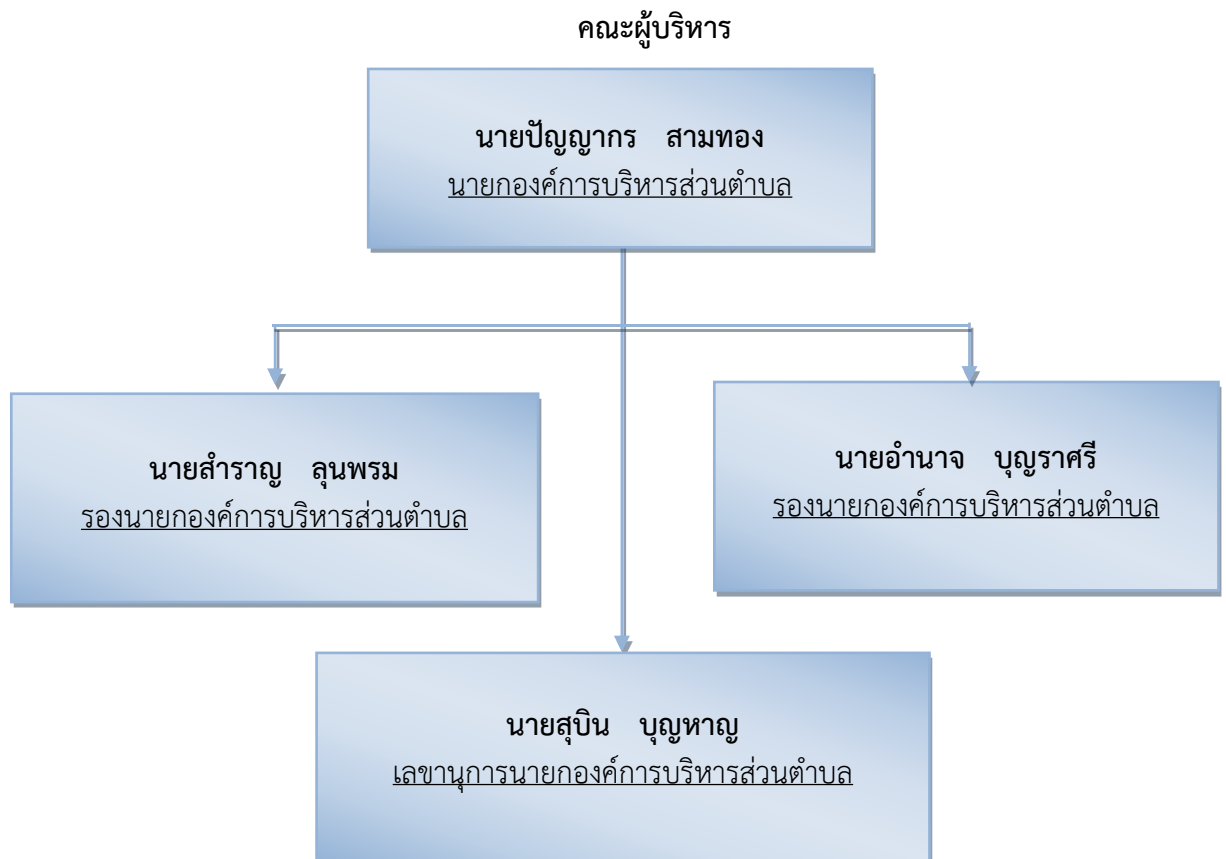 คณะผู้บริหาร
นายปัญญากร สามทอง
นายกองค์การบริหารส่วนตำบล
นายสำราญ ลุนพรม
รองนายกองค์การบริหารส่วนตำบล
นายอำนาจ บุญราศรี
รองนายกองค์การบริหารส่วนตำบล
นายสุบิน บุญหาญ
เลขานุการนายกองค์การบริหารส่วนตำบล